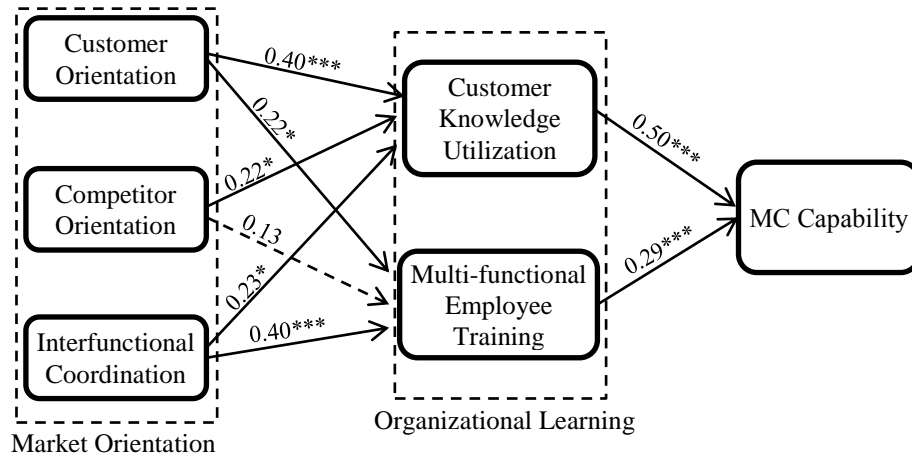 Customer
Orientation
Competitor
Orientation
Interfunctional
Coordination
Market Orientation
0.40***
0.22*
0.22*
0.13
0.23*
0.40***
Customer
Knowledge
Utilization
Multi-functional
Employee
Training
Organizational Learning
0.50***
0.29***
MC Capability